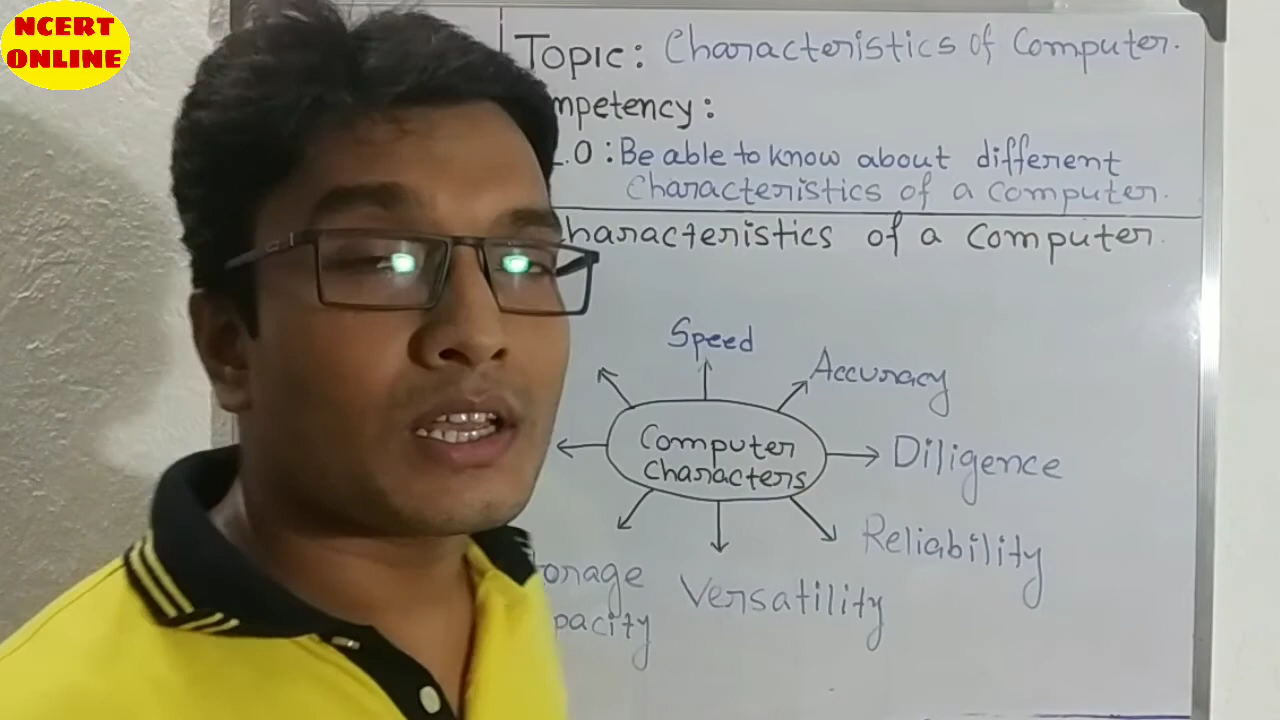 NCERT
ONLINE
Topic: Characteristics of Computer.
mpetency:
.O: Be able to know about different
characteristics of a computer.
haracteristics of a computer.
Speed
Accuracy
Computer
characters
Diligence
Reliability
orage
pacity
Versatility